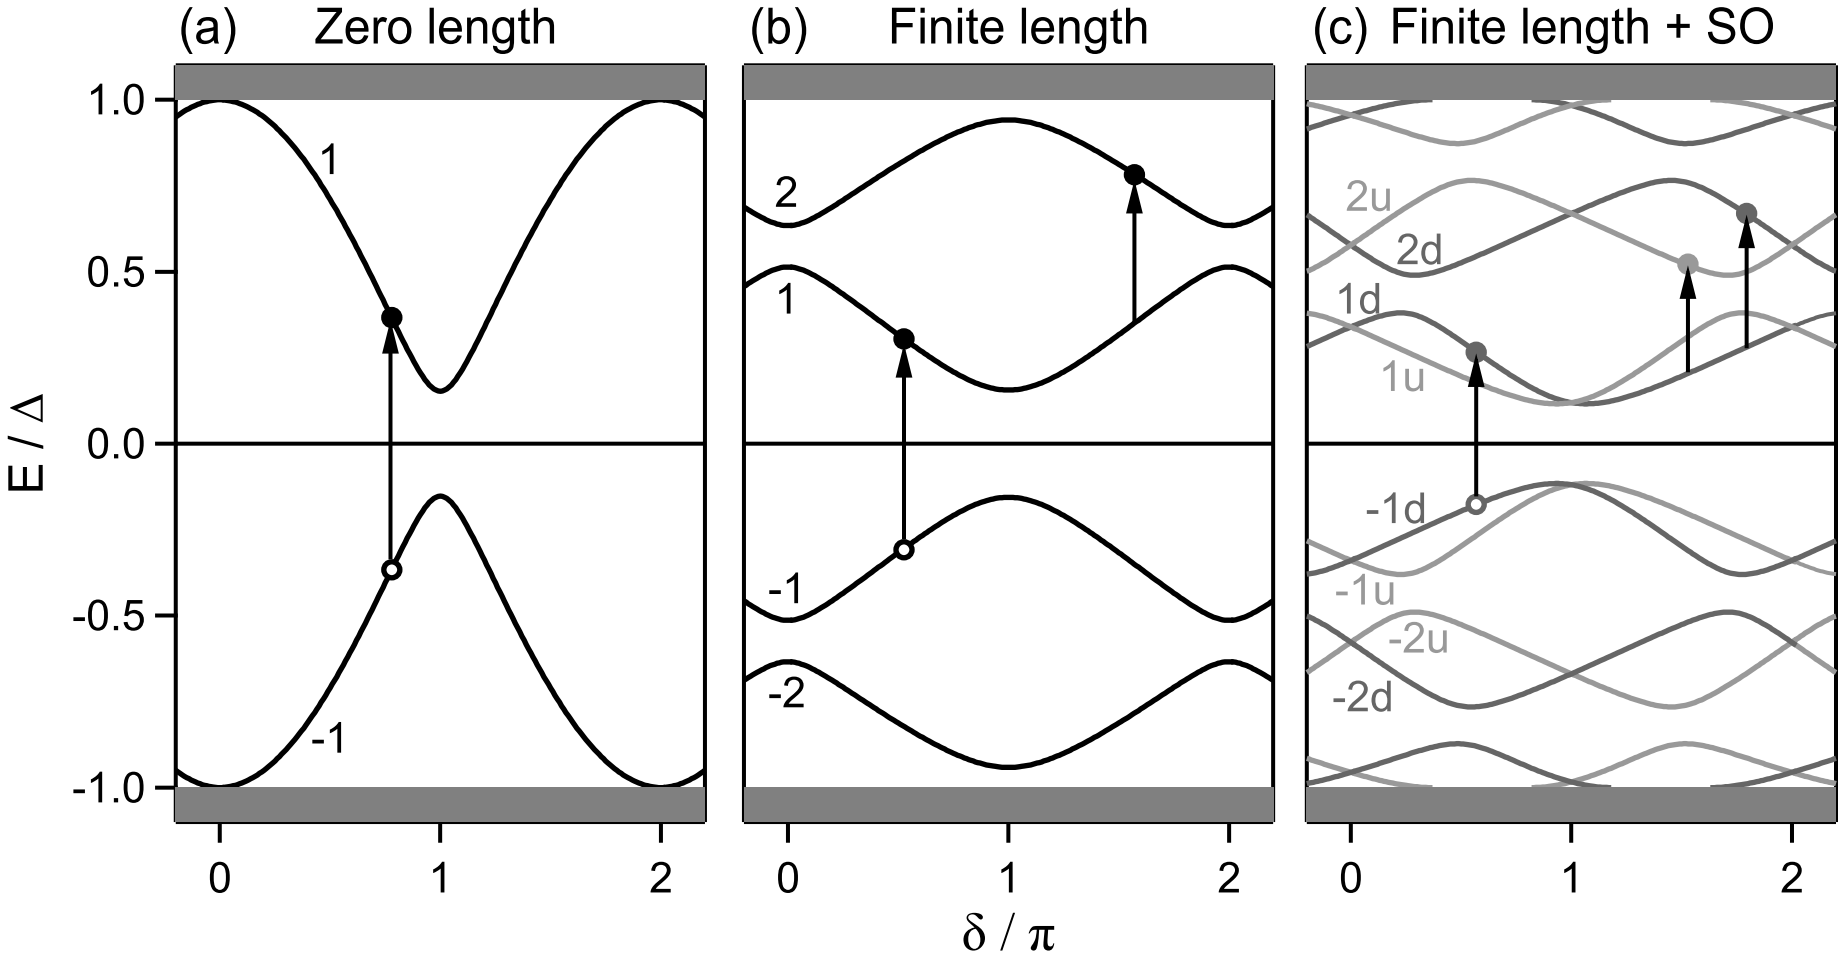 (a) Zero length
(b) Finite length
(c) Finite length + SO
E / Δ
1.0
0.5
0.0
-0.5
-1.0
1
-1
2
1
-1
-2
2u
2d
1d
1u
-1d
-1u
-2u
-2d
0 1 2
0 1 2
0 1 2
δ / π